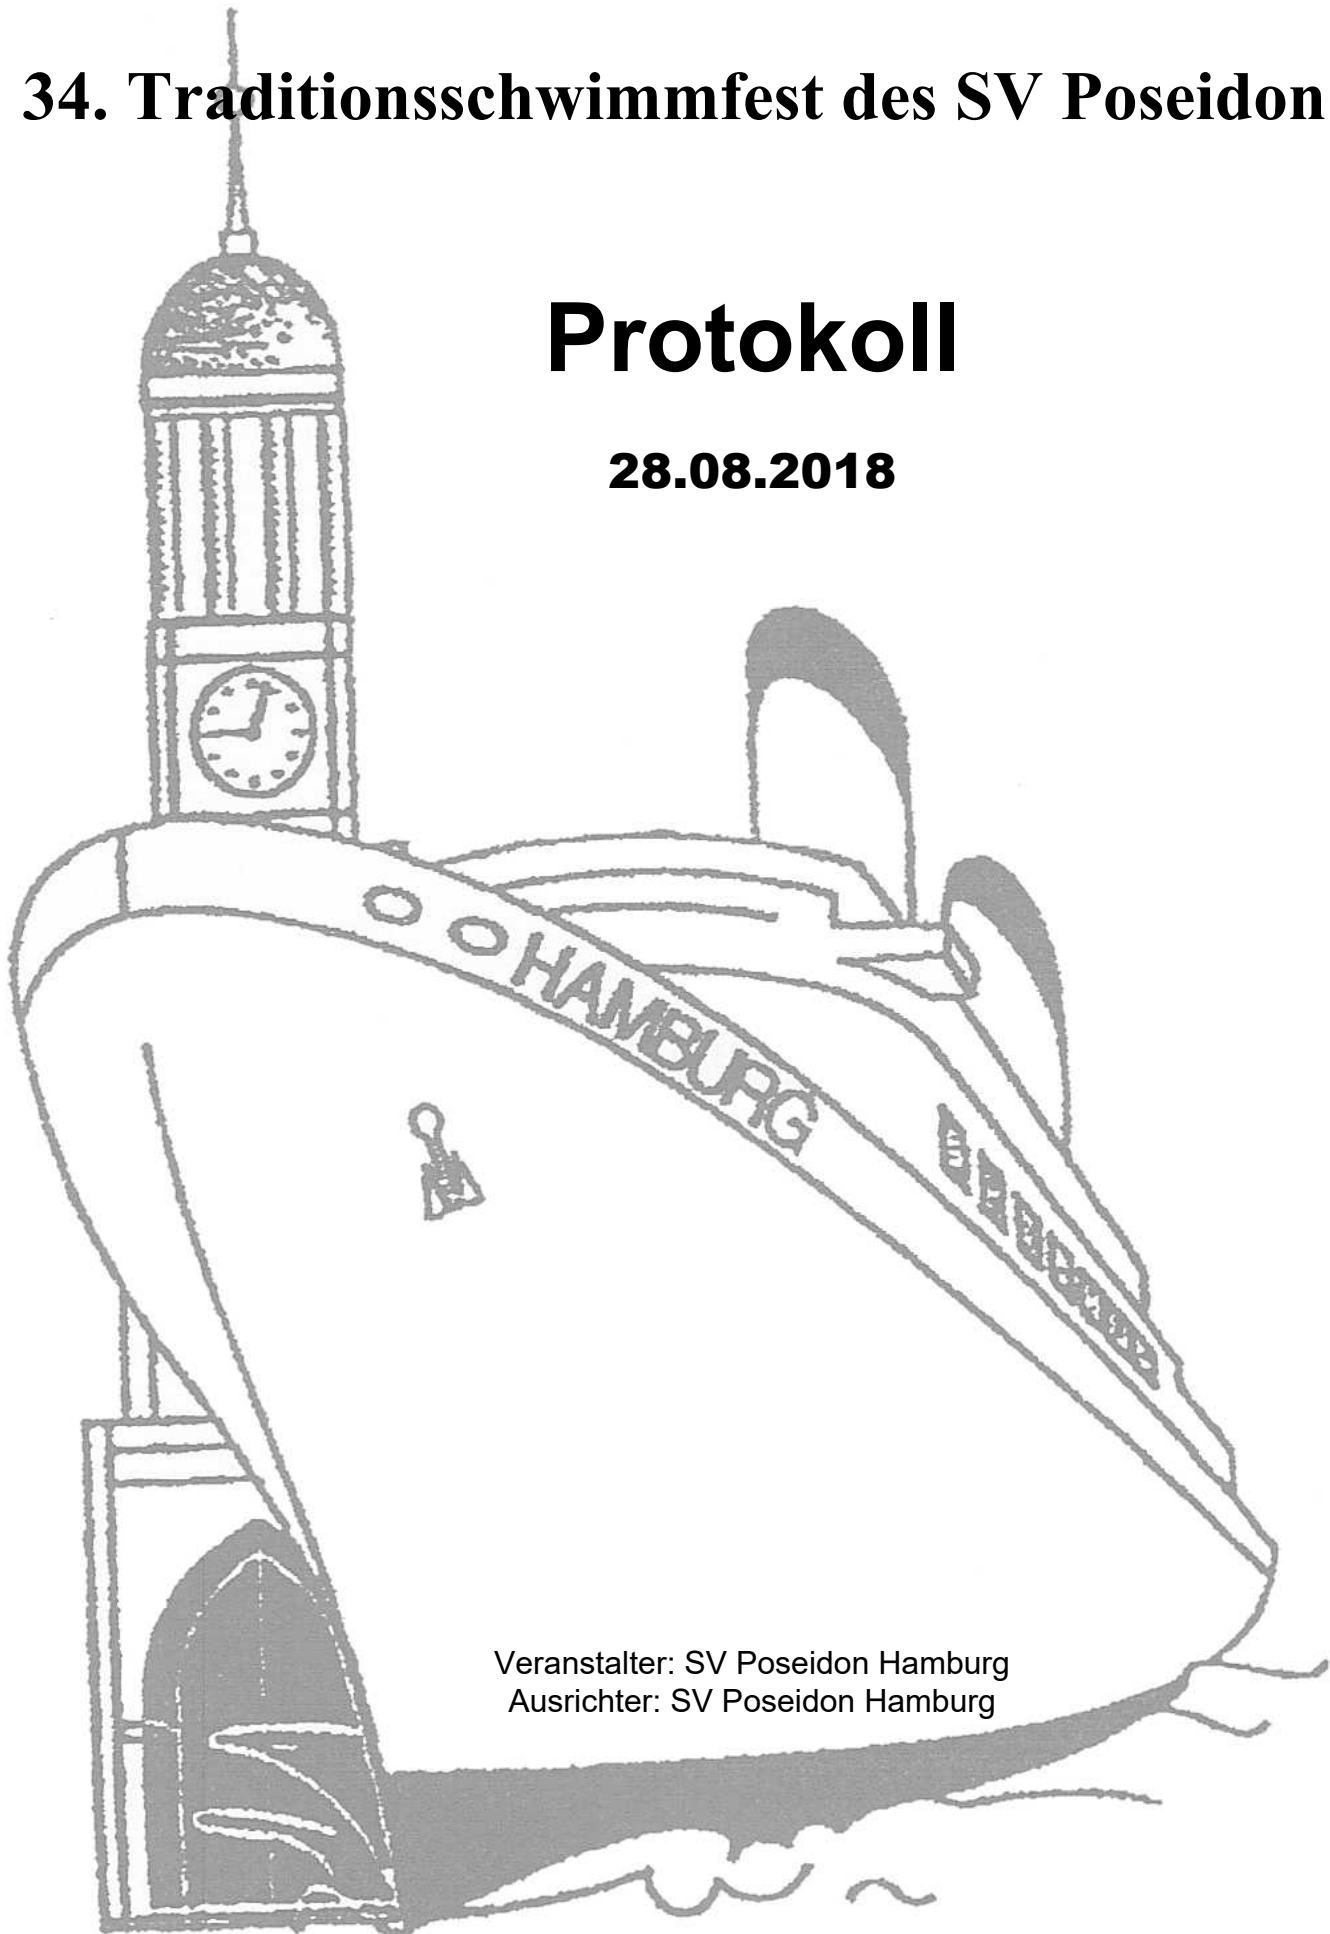 34. Traditionsschwimmfest des SV Poseidon
Protokoll
28.08.2018
HAMBURG
Veranstalter: SV Poseidon Hamburg
Ausrichter: SV Poseidon Hamburg